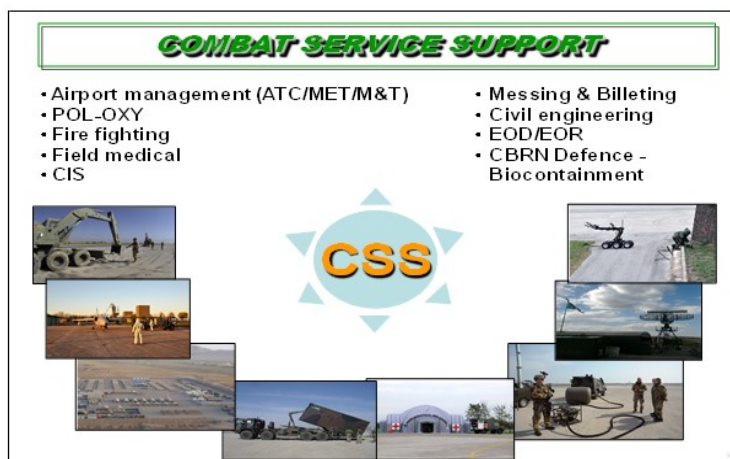 COMBAT SERVICE SUPPORT
• Airport management (ATC/MET/M&T)
• POL-OXY
• Fire fighting
• Field medical
• CIS
• Messing & Billeting
• Civil engineering
• EOD/EOR
• CBRN Defence -
Biocontainment
CSS